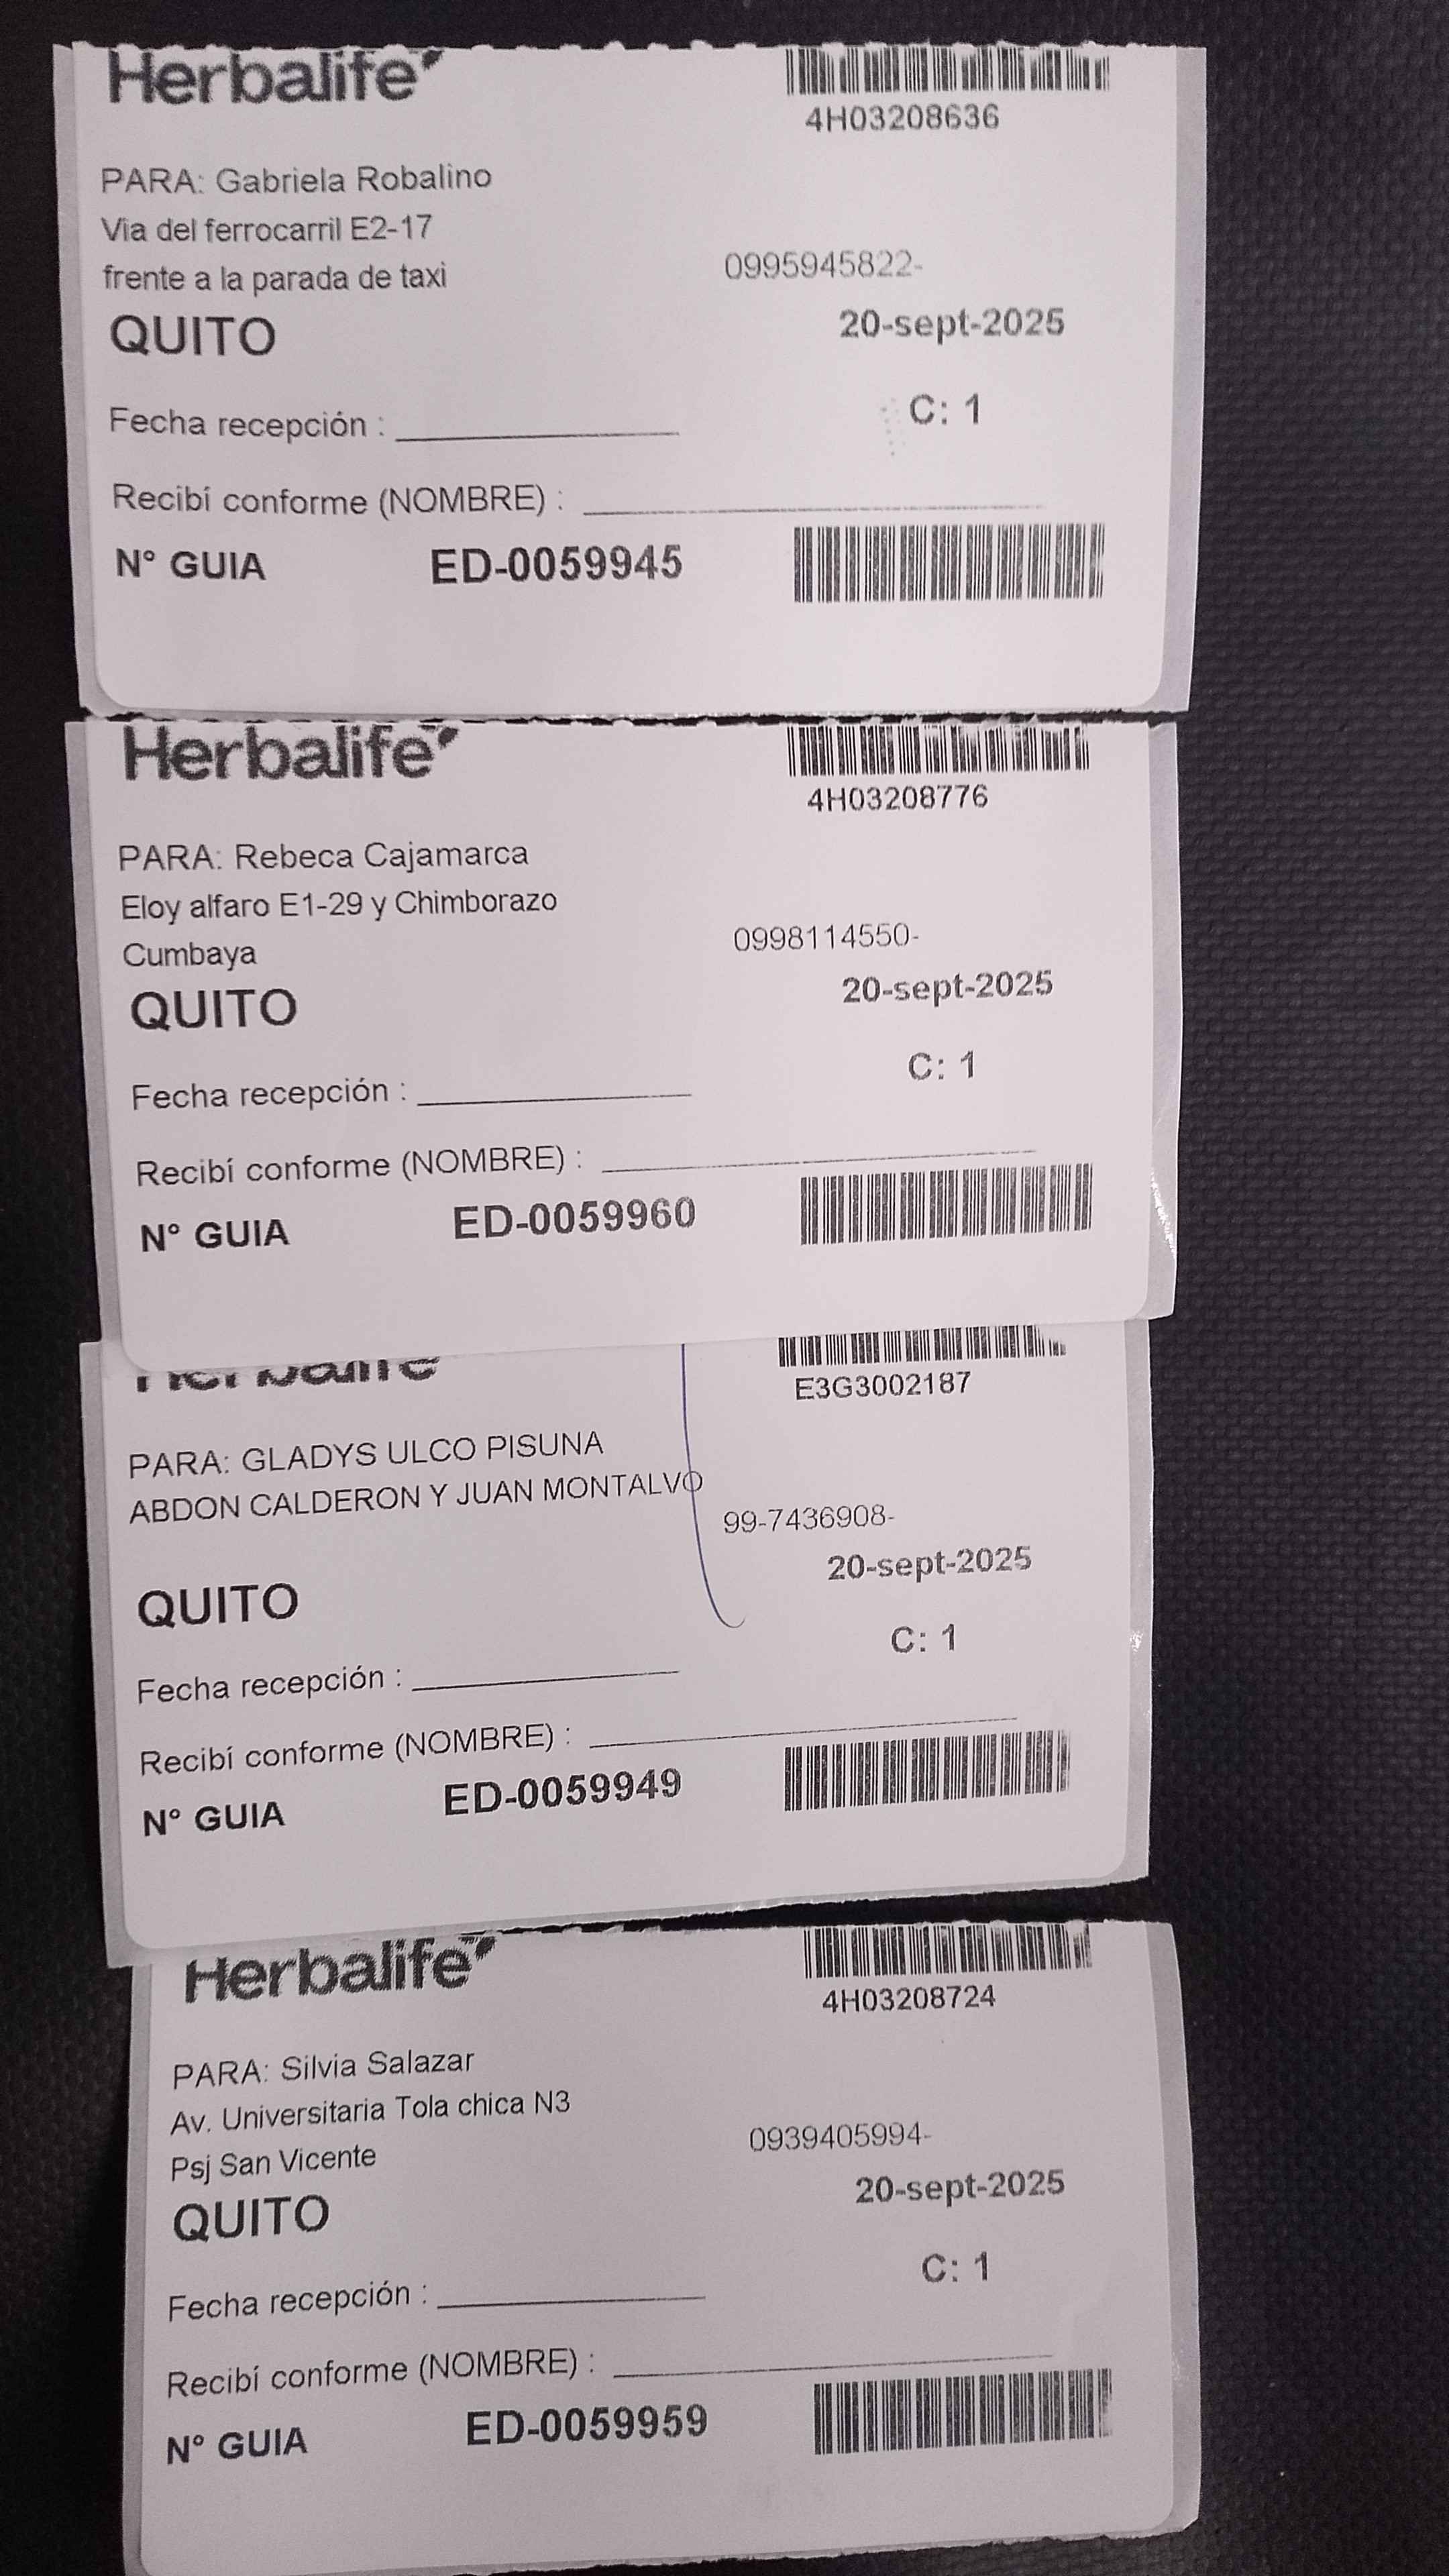 Herbalife
4H03208636
PARA: Gabriela Robalino
Via del ferrocarril E2-17
frente a la parada de taxi
0995945822-
QUITO
20-sept-2025
C: 1
Fecha recepción :
Recibí conforme (NOMBRE) :
N° GUIA ED-0059945
Herbalife
4H03208776
PARA: Rebeca Cajamarca
Eloy alfaro E1-29 y Chimborazo
Cumbaya
0998114550-
QUITO
20-sept-2025
C: 1
Fecha recepción :
Recibí conforme (NOMBRE) :
N° GUIA ED-0059960
Herbalife
E3G3002187
PARA: GLADYS ULCO PISUNA
ABDON CALDERON Y JUAN MONTALVO
99-7436908-
QUITO
20-sept-2025
C: 1
Fecha recepción :
Recibí conforme (NOMBRE) :
N° GUIA ED-0059949
Herbalife
4H03208724
PARA: Silvia Salazar
Av. Universitaria Tola chica N3
Psj San Vicente
0939405994-
QUITO
20-sept-2025
C: 1
Fecha recepción :
Recibí conforme (NOMBRE) :
N° GUIA ED-0059959